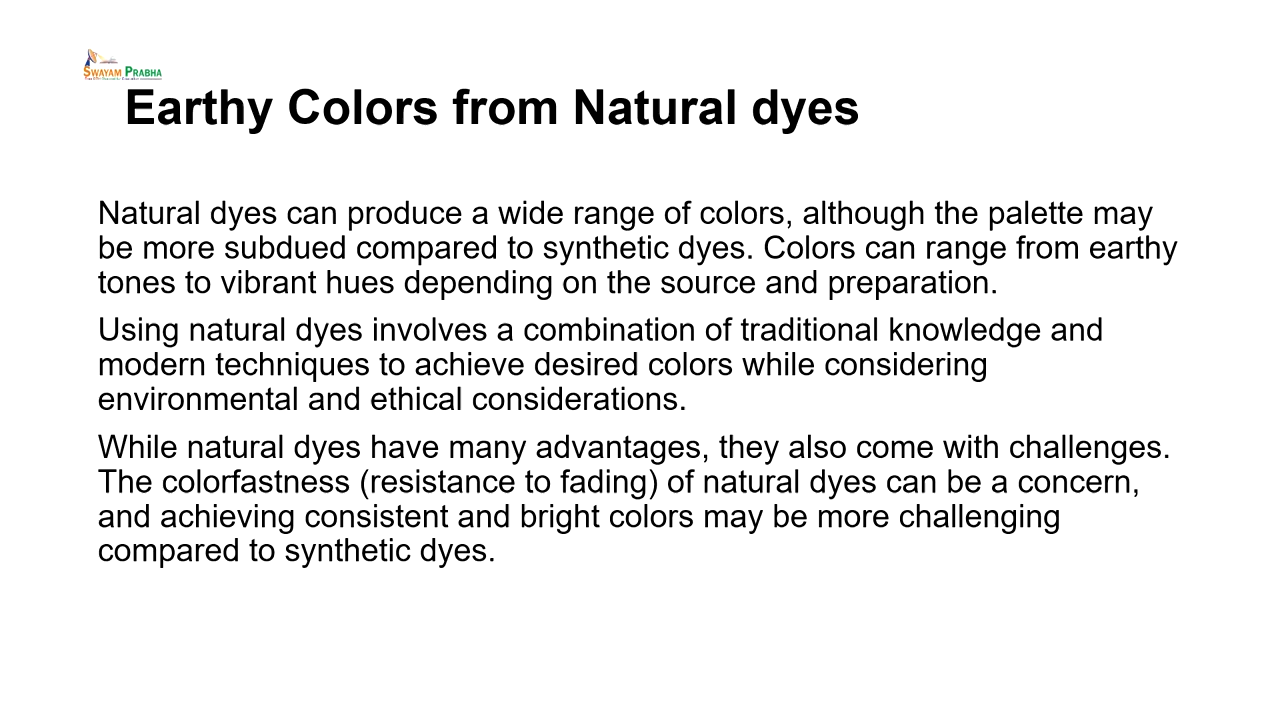 SWAYAM PRABHA
Earthy Colors from Natural dyes
Natural dyes can produce a wide range of colors, although the palette may
be more subdued compared to synthetic dyes. Colors can range from earthy
tones to vibrant hues depending on the source and preparation.
Using natural dyes involves a combination of traditional knowledge and
modern techniques to achieve desired colors while considering
environmental and ethical considerations.
While natural dyes have many advantages, they also come with challenges.
The colorfastness (resistance to fading) of natural dyes can be a concern,
and achieving consistent and bright colors may be more challenging
compared to synthetic dyes.